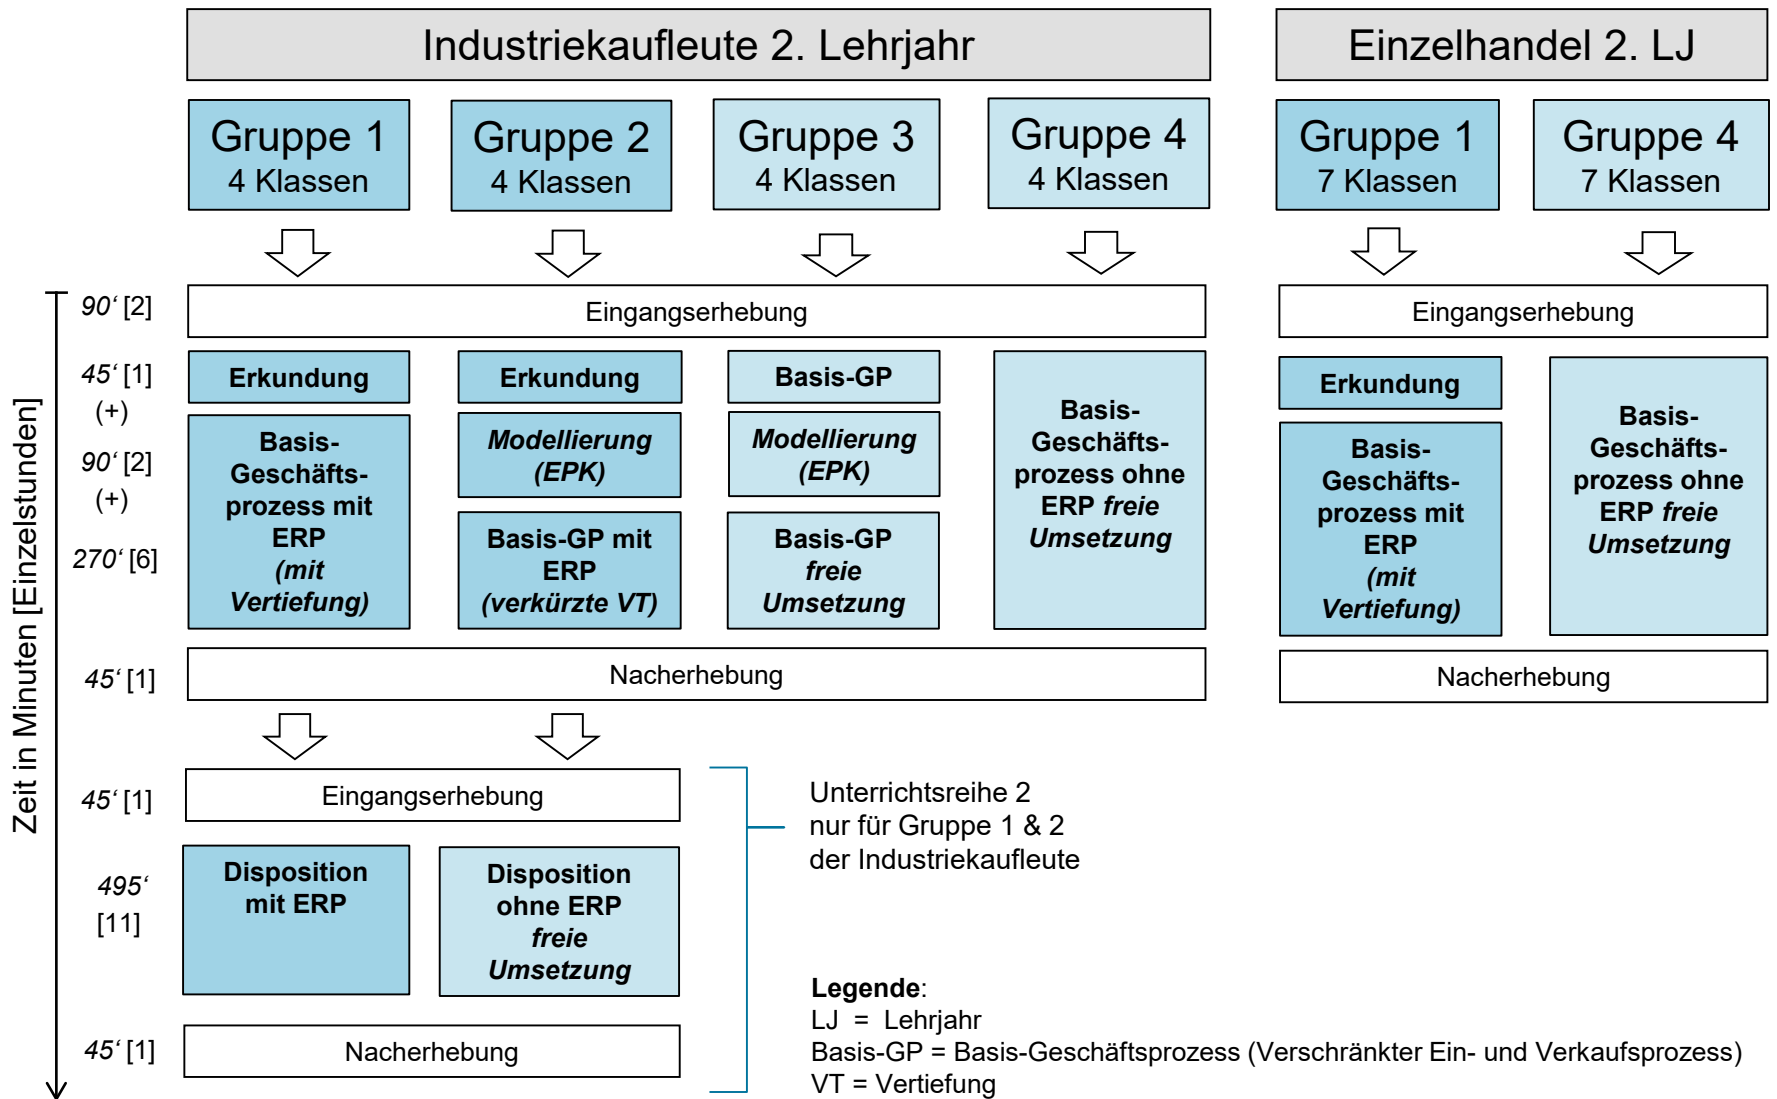 Industriekaufleute 2. Lehrjahr
Einzelhandel 2. LJ
Gruppe 1
4 Klassen
Gruppe 2
4 Klassen
Gruppe 3
4 Klassen
Gruppe 4
4 Klassen
Gruppe 1
7 Klassen
Gruppe 4
7 Klassen
Zeit in Minuten [Einzelstunden]
90‘ [2]
Eingangserhebung
Eingangserhebung
45‘ [1]
(+)
90‘ [2]
(+)
270‘ [6]
Erkundung
Basis-
Geschäfts-
prozess mit
ERP
(mit
Vertiefung)
Erkundung
Modellierung
(EPK)
Basis-GP mit
ERP
(verkürzte VT)
Basis-GP
Modellierung
(EPK)
Basis-GP
freie
Umsetzung
Basis-
Geschäfts-
prozess ohne
ERP freie
Umsetzung
Erkundung
Basis-
Geschäfts-
prozess mit
ERP
(mit
Vertiefung)
Basis-
Geschäfts-
prozess ohne
ERP freie
Umsetzung
45‘ [1]
Nacherhebung
Nacherhebung
45‘ [1]
Eingangserhebung
495‘
[11]
Disposition
mit ERP
Disposition
ohne ERP
freie
Umsetzung
45‘ [1]
Nacherhebung
Unterrichtsreihe 2
nur für Gruppe 1 & 2
der Industriekaufleute
Legende:
LJ = Lehrjahr
Basis-GP = Basis-Geschäftsprozess (Verschränkter Ein- und Verkaufsprozess)
VT = Vertiefung